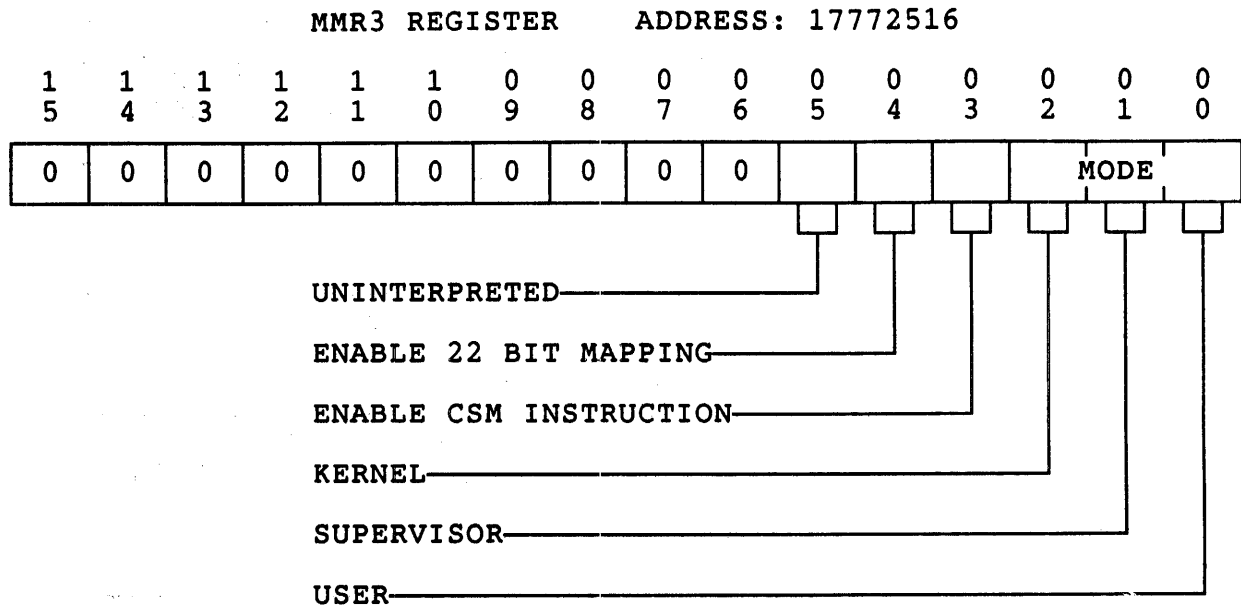 MMR3 REGISTER ADDRESS: 17772516
1 1 1 1 1 1 0 0 0 0 0 0 0 0 0 0
5 4 3 2 1 0 9 8 7 6 5 4 3 2 1 0
0 0 0 0 0 0 0 0 0 0 MODE
UNINTERPRETED
ENABLE 22 BIT MAPPING
ENABLE CSM INSTRUCTION
KERNEL
SUPERVISOR
USER